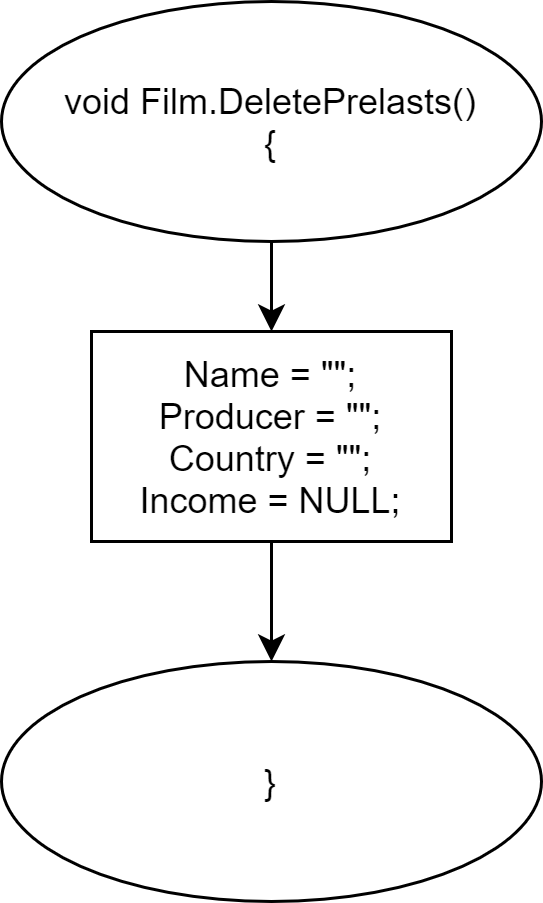 void Film.DeletePrelasts()
{
Name = "";
Producer = "";
Country = "";
Income = NULL;
}